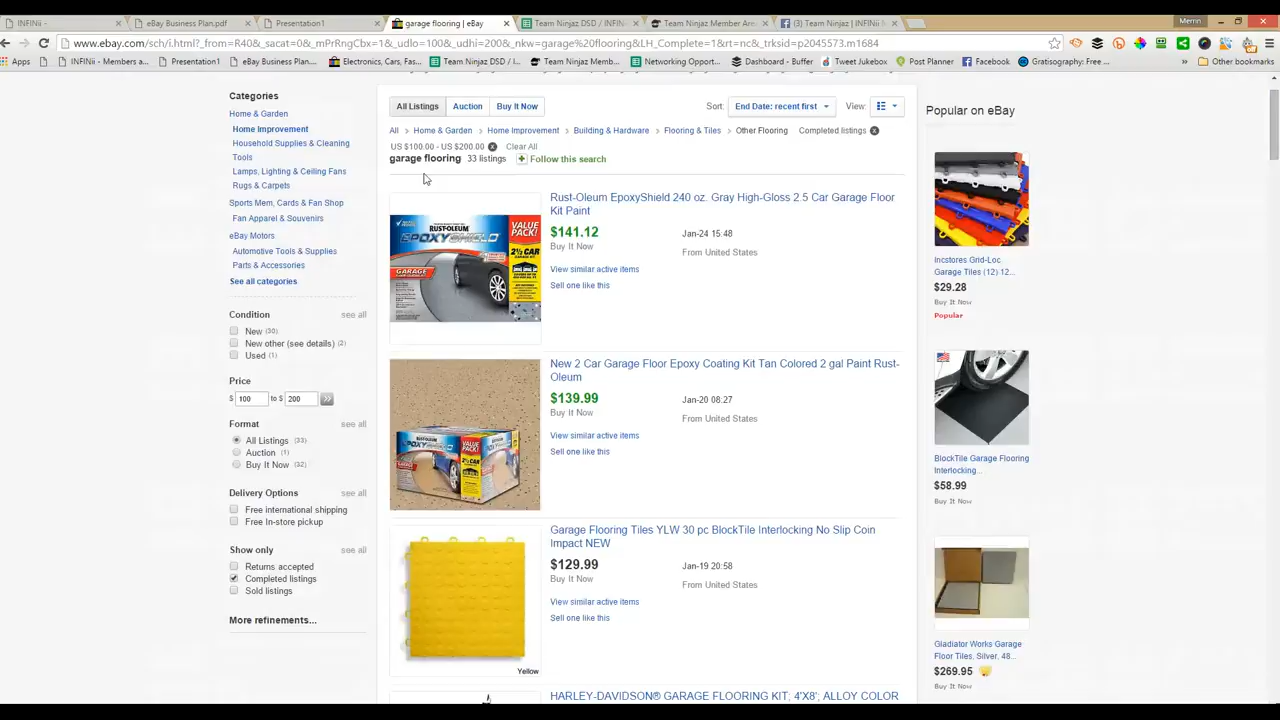 INFINii -
eBay Business Plan.pdf
Presentation1
garage flooring | eBay
Team Ninjaz DSD / INFIN
Team Ninjaz Member Area
(3) Team Ninjaz | INFINii
Merrin
www.ebay.com/sch/i.html?_from=R40&_sacat=0&_mPrRngCbx=1&_udlo=100&_udhi=200&_nkw=garage%20flooring&LH_Complete=1&rt=nc&_trksid=p2045573.m1684
Apps
INFINii - Members a...
Presentation1
eBay Business Plan....
Electronics, Cars, Fas...
Team Ninjaz DSD / I...
Team Ninjaz Memb...
Networking Opport...
Dashboard - Buffer
Tweet Jukebox
Post Planner
Facebook
Gratisography: Free ...
Other bookmarks
Categories
Home & Garden
Home Improvement
Household Supplies & Cleaning
Tools
Lamps, Lighting & Ceiling Fans
Rugs & Carpets
Sports Mem, Cards & Fan Shop
Fan Apparel & Souvenirs
eBay Motors
Automotive Tools & Supplies
Parts & Accessories
See all categories
Condition see all
New (30)
New other (see details) (2)
Used (1)
Price
$ 100 to $ 200
Format see all
All Listings (33)
Auction (1)
Buy It Now (32)
Delivery Options see all
Free international shipping
Free In-store pickup
Show only see all
Returns accepted
Completed listings
Sold listings
More refinements...
All Listings Auction Buy It Now Sort: End Date: recent first View:
All > Home & Garden > Home Improvement > Building & Hardware > Flooring & Tiles > Other Flooring Completed listings
US $100.00 - US $200.00 Clear All
garage flooring 33 listings Follow this search
RUST-OLEUM
EPOXYSHIELD
GARAGE
VALUE PACK!
2½ CAR
Rust-Oleum EpoxyShield 240 oz. Gray High-Gloss 2.5 Car Garage Floor
Kit Paint
$141.12 Jan-24 15:48
Buy It Now From United States
View similar active items
Sell one like this
New 2 Car Garage Floor Epoxy Coating Kit Tan Colored 2 gal Paint Rust-
Oleum
$139.99 Jan-20 08:27
Buy It Now From United States
View similar active items
Sell one like this
Garage Flooring Tiles YLW 30 pc BlockTile Interlocking No Slip Coin
Impact NEW
$129.99 Jan-19 20:58
Buy It Now From United States
View similar active items
Sell one like this
Yellow
HARLEY-DAVIDSON® GARAGE FLOORING KIT; 4'X8'; ALLOY COLOR
Popular on eBay
Incstores Grid-Loc
Garage Tiles (12) 12...
$29.28
Buy It Now
Popular
BlockTile Garage Flooring
Interlocking...
$58.99
Buy It Now
Gladiator Works Garage
Floor Tiles, Silver, 48...
$269.95
Buy It Now